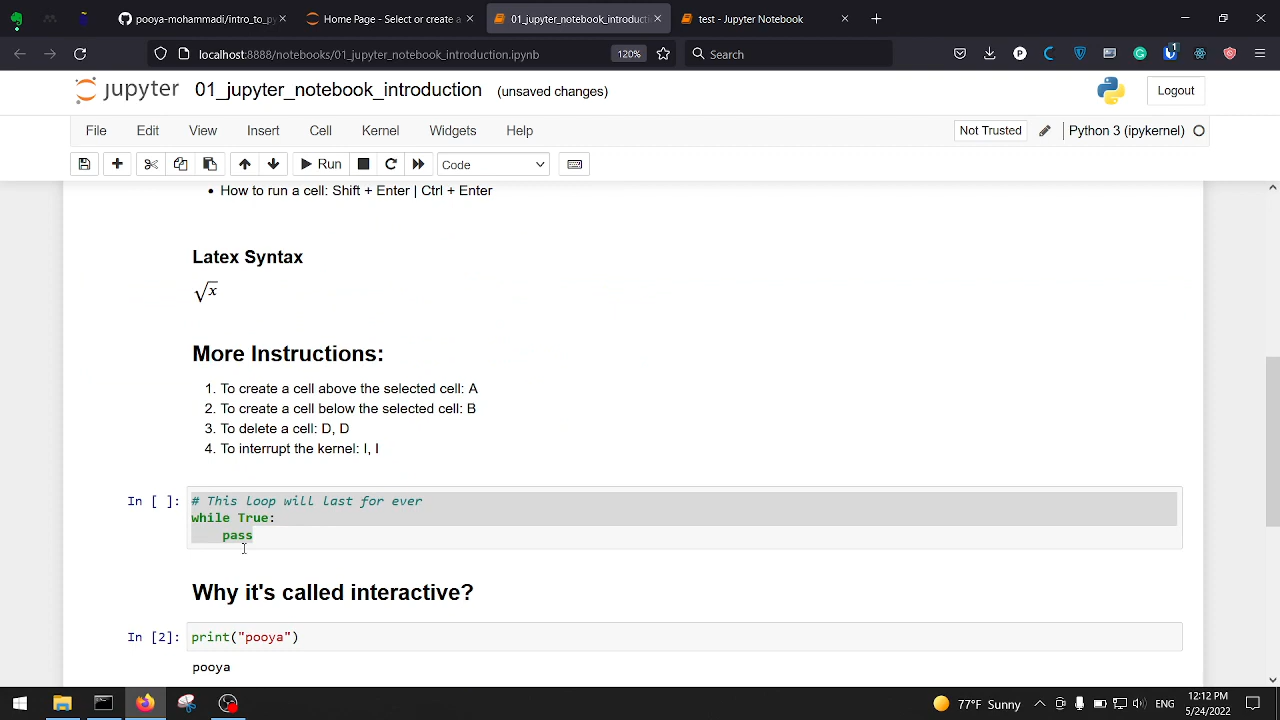 pooya-mohammadi/intro_to_py
Home Page - Select or create a
01_jupyter_notebook_introducti
test - Jupyter Notebook
localhost:8888/notebooks/01_jupyter_notebook_introduction.ipynb
120%
Search
jupyter 01_jupyter_notebook_introduction (unsaved changes)
Logout
File Edit View Insert Cell Kernel Widgets Help
Not Trusted
Python 3 (ipykernel)
Run
Code
• How to run a cell: Shift + Enter | Ctrl + Enter
Latex Syntax
√x
More Instructions:
1. To create a cell above the selected cell: A
2. To create a cell below the selected cell: B
3. To delete a cell: D, D
4. To interrupt the kernel: I, I
In [ ]: # This loop will last for ever
while True:
pass
Why it's called interactive?
In [2]: print("pooya")
pooya
77°F Sunny
ENG
12:12 PM
5/24/2022